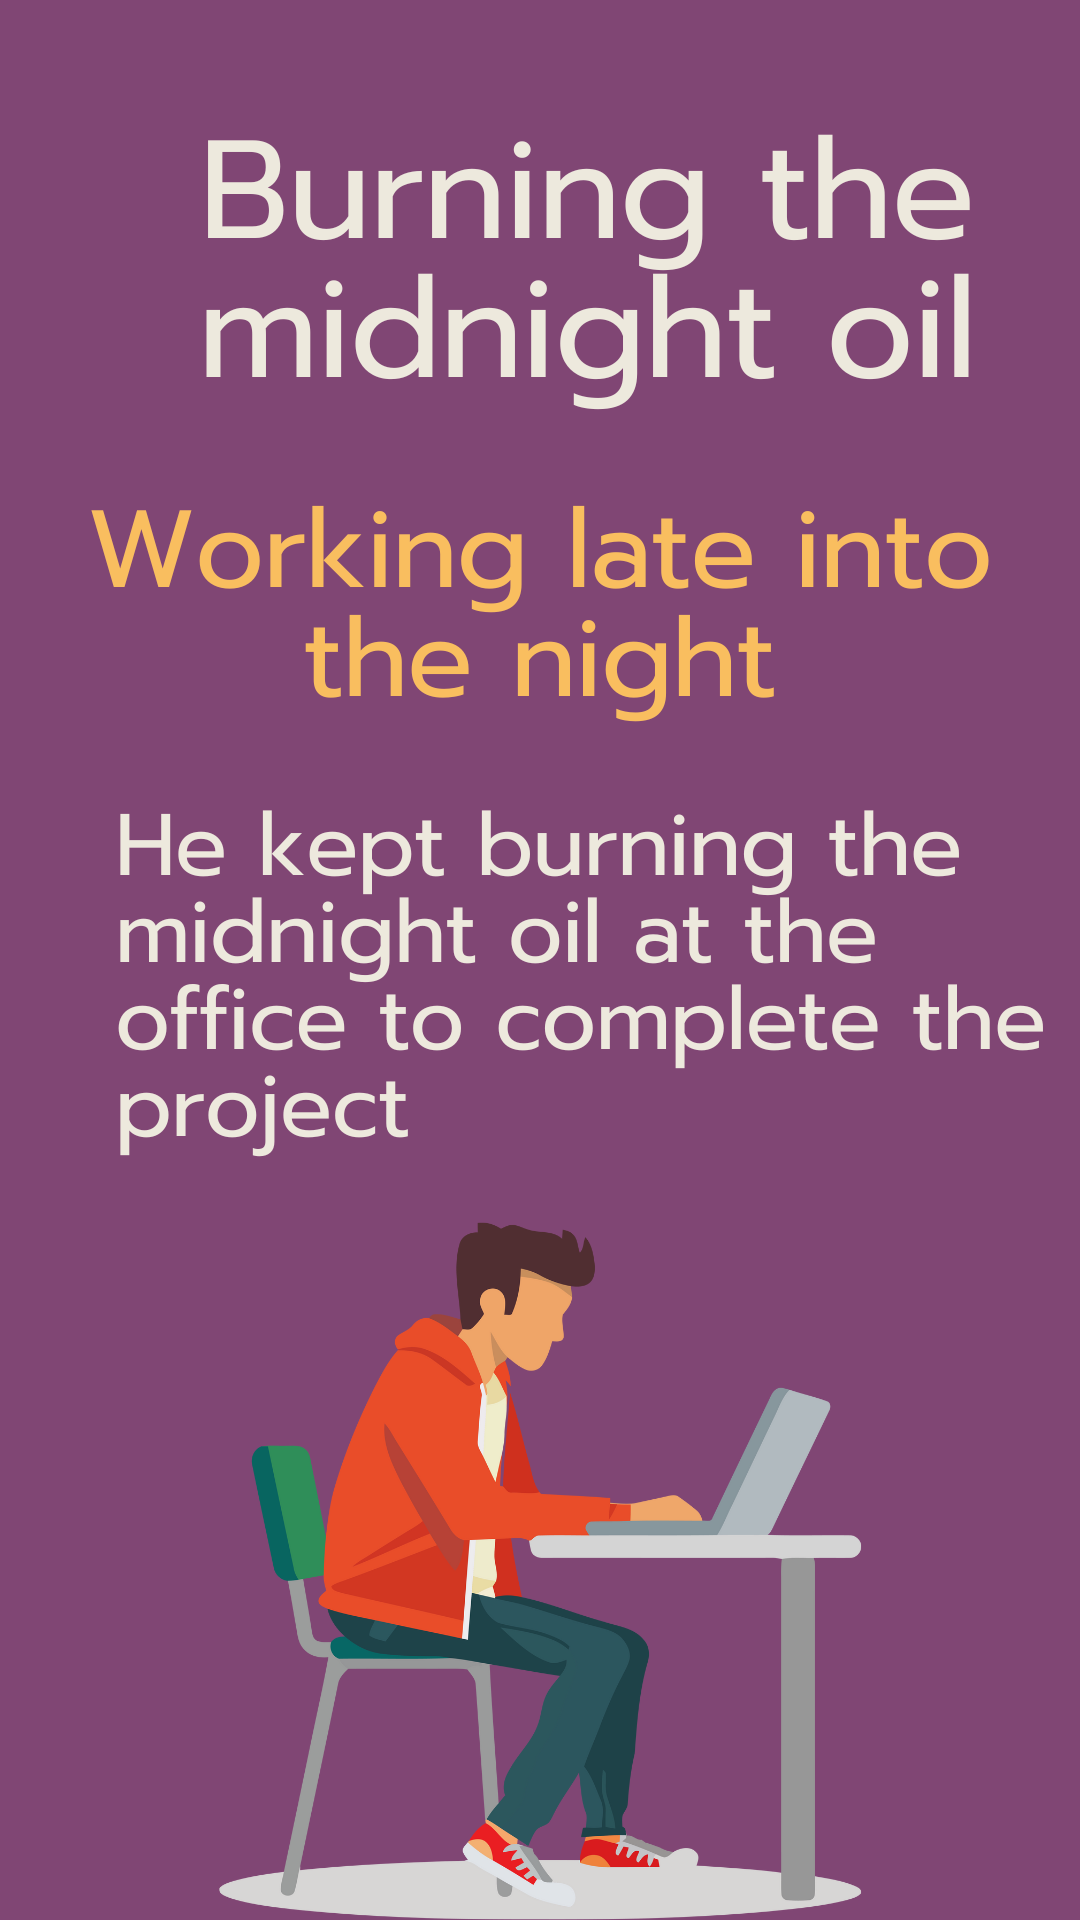 Burning the
midnight oil
Working late into
the night
He kept burning the
midnight oil at the
office to complete the
project